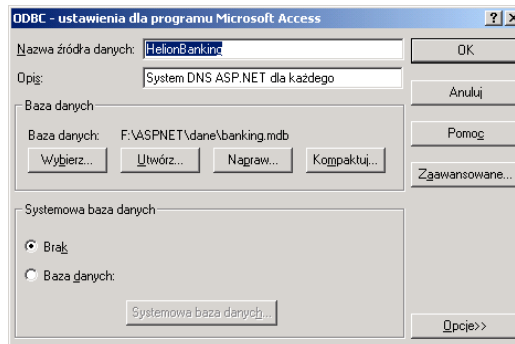 ODBC - ustawienia dla programu Microsoft Access
Nazwa źródła danych: HelionBanking
OK
Opis: System DNS ASP.NET dla każdego
Anuluj
Baza danych
Baza danych: F:\ASPNET\dane\banking.mdb
Pomoc
Wybierz... Utwórz... Napraw... Kompaktuj...
Zaawansowane...
Systemowa baza danych
Brak
Baza danych:
Systemowa baza danych...
Opcje>>